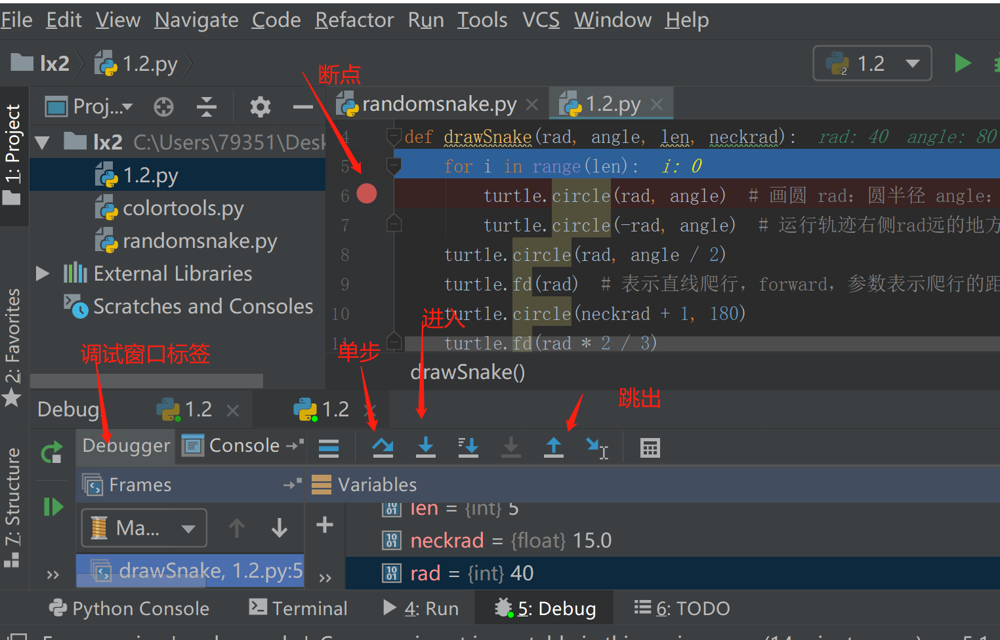 File Edit View Navigate Code Refactor Run Tools VCS Window Help
lx2 1.2.py 1.2
断点
1: Project
Proj...
randomsnake.py 1.2.py
lx2 C:\Users\79351\Desk
1.2.py
colortools.py
randomsnake.py
External Libraries
Scratches and Consoles
4 def drawSnake(rad, angle, len, neckrad): rad: 40 angle: 80
5 for i in range(len): i: 0
6 turtle.circle(rad, angle) # 画圆 rad: 圆半径 angle:
7 turtle.circle(-rad, angle) # 运行轨迹右侧rad远的地方
8 turtle.circle(rad, angle / 2)
9 turtle.fd(rad) # 表示直线爬行, forward, 参数表示爬行的距
10 turtle.circle(neckrad + 1, 180)
11 turtle.fd(rad * 2 / 3)
drawSnake()
2: Favorites
调试窗口标签
单步
进入
跳出
Debug: 1.2 1.2
Debugger Console
7: Structure
Frames Variables
Ma...
drawSnake, 1.2.py:5
len = {int} 5
neckrad = {float} 15.0
rad = {int} 40
Python Console Terminal 4: Run 5: Debug 6: TODO